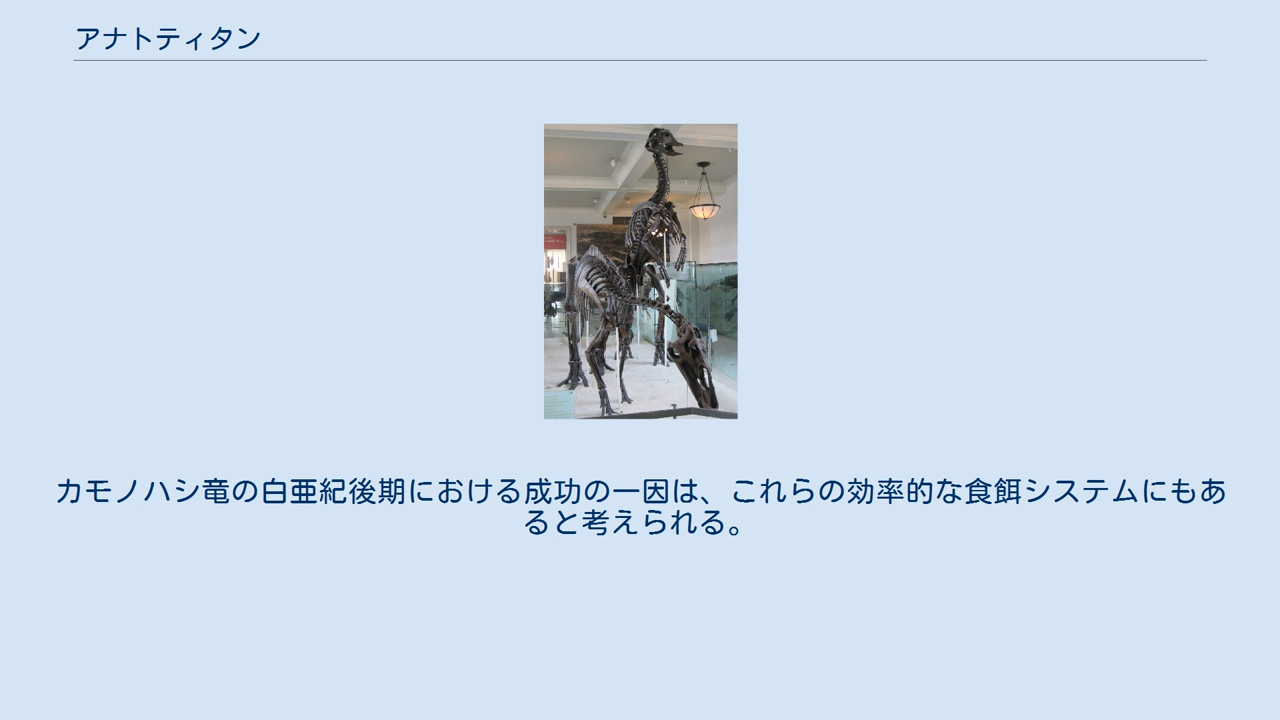 アナトティタン
カモノハシ竜の白亜紀後期における成功の一因は、これらの効率的な食餌システムにもあ
ると考えられる。